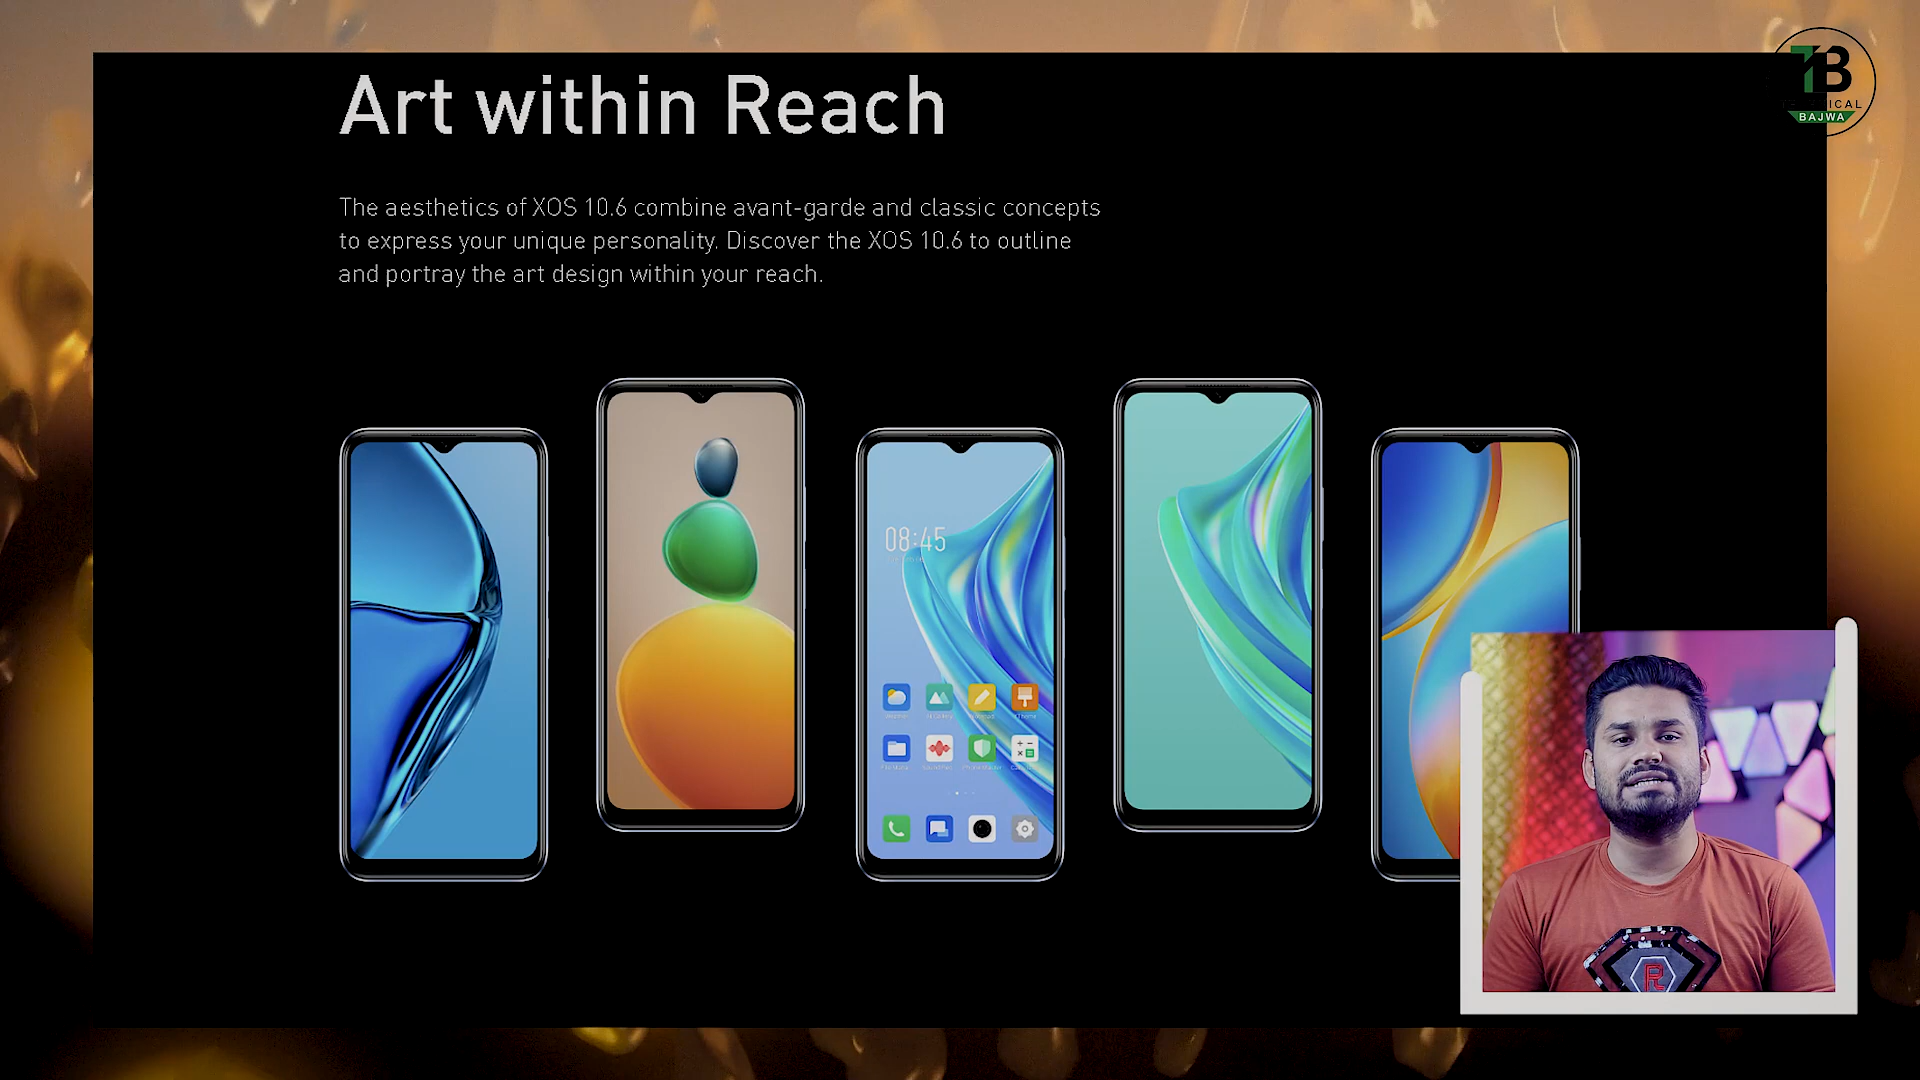 Art within Reach
The aesthetics of XOS 10.6 combine avant-garde and classic concepts
to express your unique personality. Discover the XOS 10.6 to outline
and portray the art design within your reach.
08:45
TB
BAJWA
R